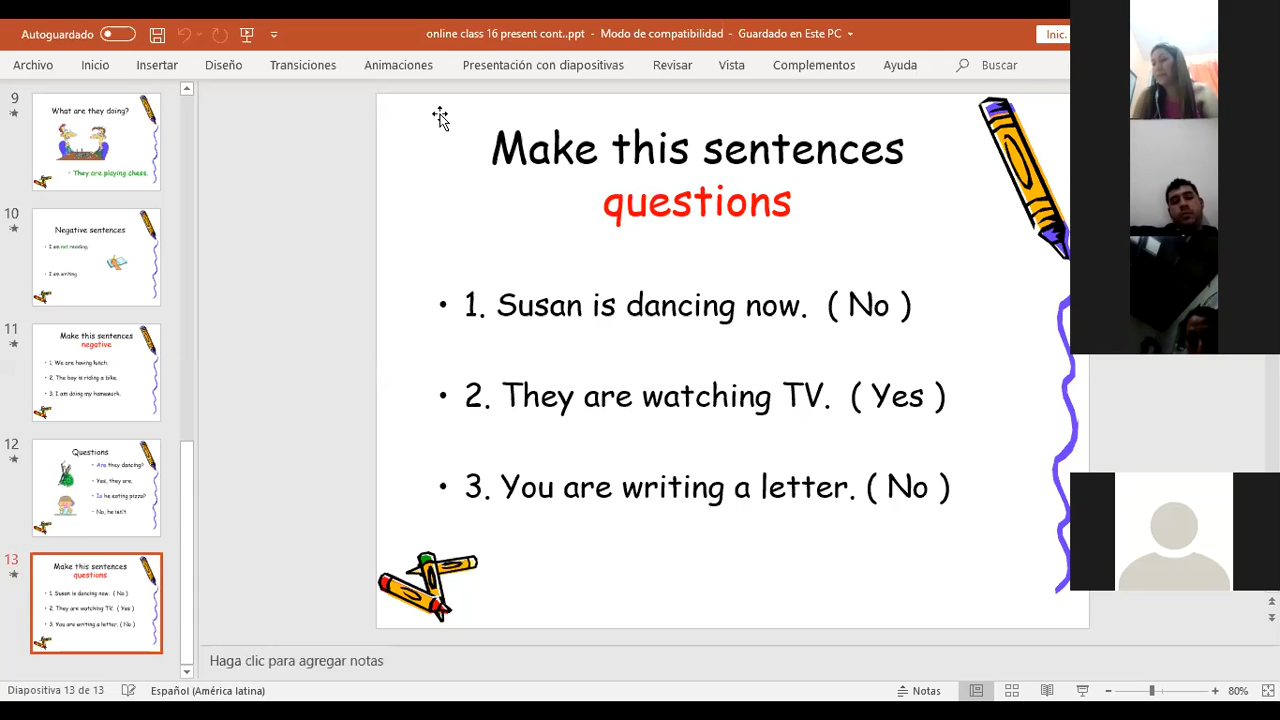 Autoguardado
online class 16 present cont..ppt - Modo de compatibilidad - Guardado en Este PC
Inic.
Archivo Inicio Insertar Diseño Transiciones Animaciones Presentación con diapositivas Revisar Vista Complementos Ayuda Buscar
9
What are they doing?
• They are playing chess.
10
Negative sentences
• I am not reading.
• I am writing
11
Make this sentences
negative
• 1. We are having lunch.
• 2. The boy is riding a bike.
• 3. I am doing my homework.
12
Questions
• Are they dancing?
• Yes, they are.
• Is he eating pizza?
• No, he isn't.
13
Make this sentences
questions
• 1. Susan is dancing now. ( No )
• 2. They are watching TV. ( Yes )
• 3. You are writing a letter. ( No )
Make this sentences
questions
• 1. Susan is dancing now. ( No )
• 2. They are watching TV. ( Yes )
• 3. You are writing a letter. ( No )
Haga clic para agregar notas
Diapositiva 13 de 13
Español (América latina)
Notas
80%